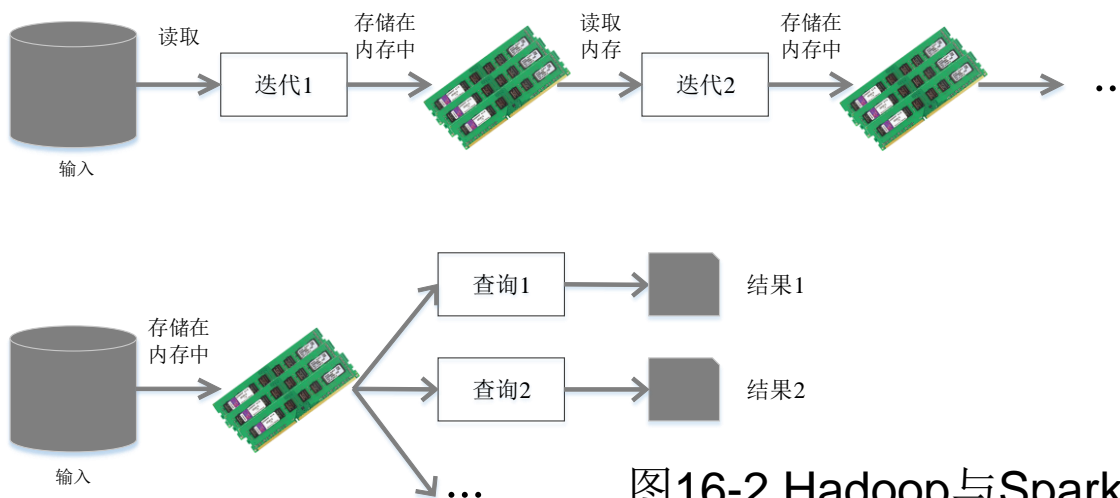 读取
存储在
内存中
读取
内存
存储在
内存中
迭代1
迭代2
..
输入
存储在
内存中
查询1
结果1
查询2
结果2
输入
...
图16-2 Hadoop与Spark